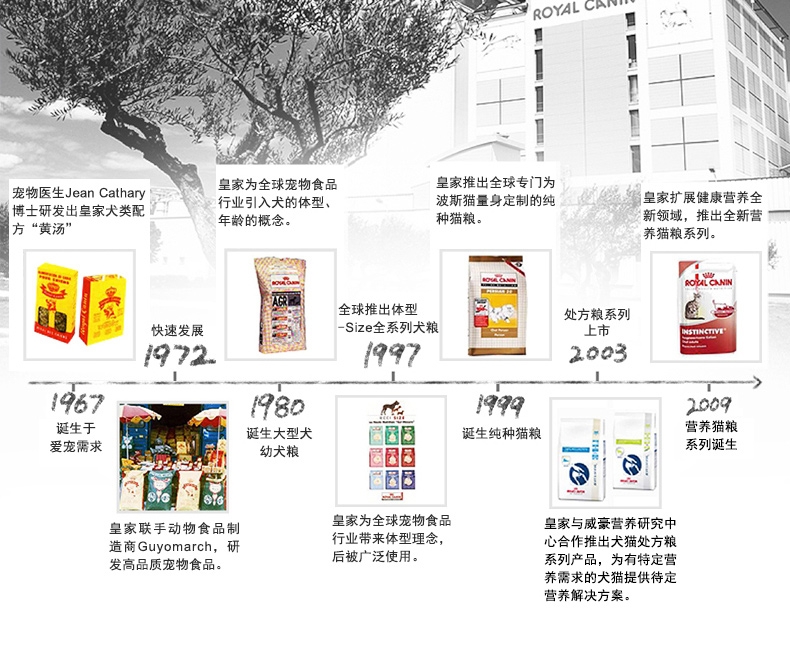 ROYAL CANIN
宠物医生Jean Cathary
博士研发出皇家犬类配
方“黄汤”
皇家为全球宠物食品
行业引入犬的体型、
年龄的概念。
皇家推出全球专门为
波斯猫量身定制的纯
种猫粮。
皇家扩展健康营养全
新领域，推出全新营
养猫粮系列。
ROYAL CANIN
AGR
ROYAL CANIN
PERSIAN 30
ROYAL CANIN
INSTINCTIVE
快速发展
1972
全球推出体型
-Size全系列犬粮
1997
处方粮系列
上市
2003
1967
诞生于
爱宠需求
1980
诞生大型犬
幼犬粮
1999
诞生纯种猫粮
2009
营养猫粮
系列诞生
SIZE
皇家联手动物食品制
造商Guyomarch，研
发高品质宠物食品。
皇家为全球宠物食品
行业带来体型理念，
后被广泛使用。
皇家与威豪营养研究中
心合作推出犬猫处方粮
系列产品，为有特定营
养需求的犬猫提供待定
营养解决方案。